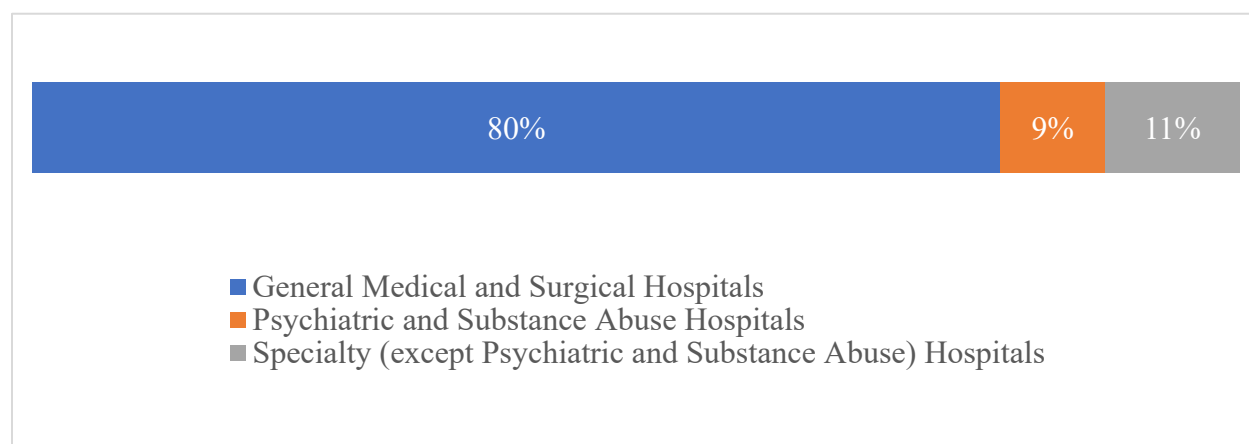 80% 9% 11%
General Medical and Surgical Hospitals
Psychiatric and Substance Abuse Hospitals
Specialty (except Psychiatric and Substance Abuse) Hospitals